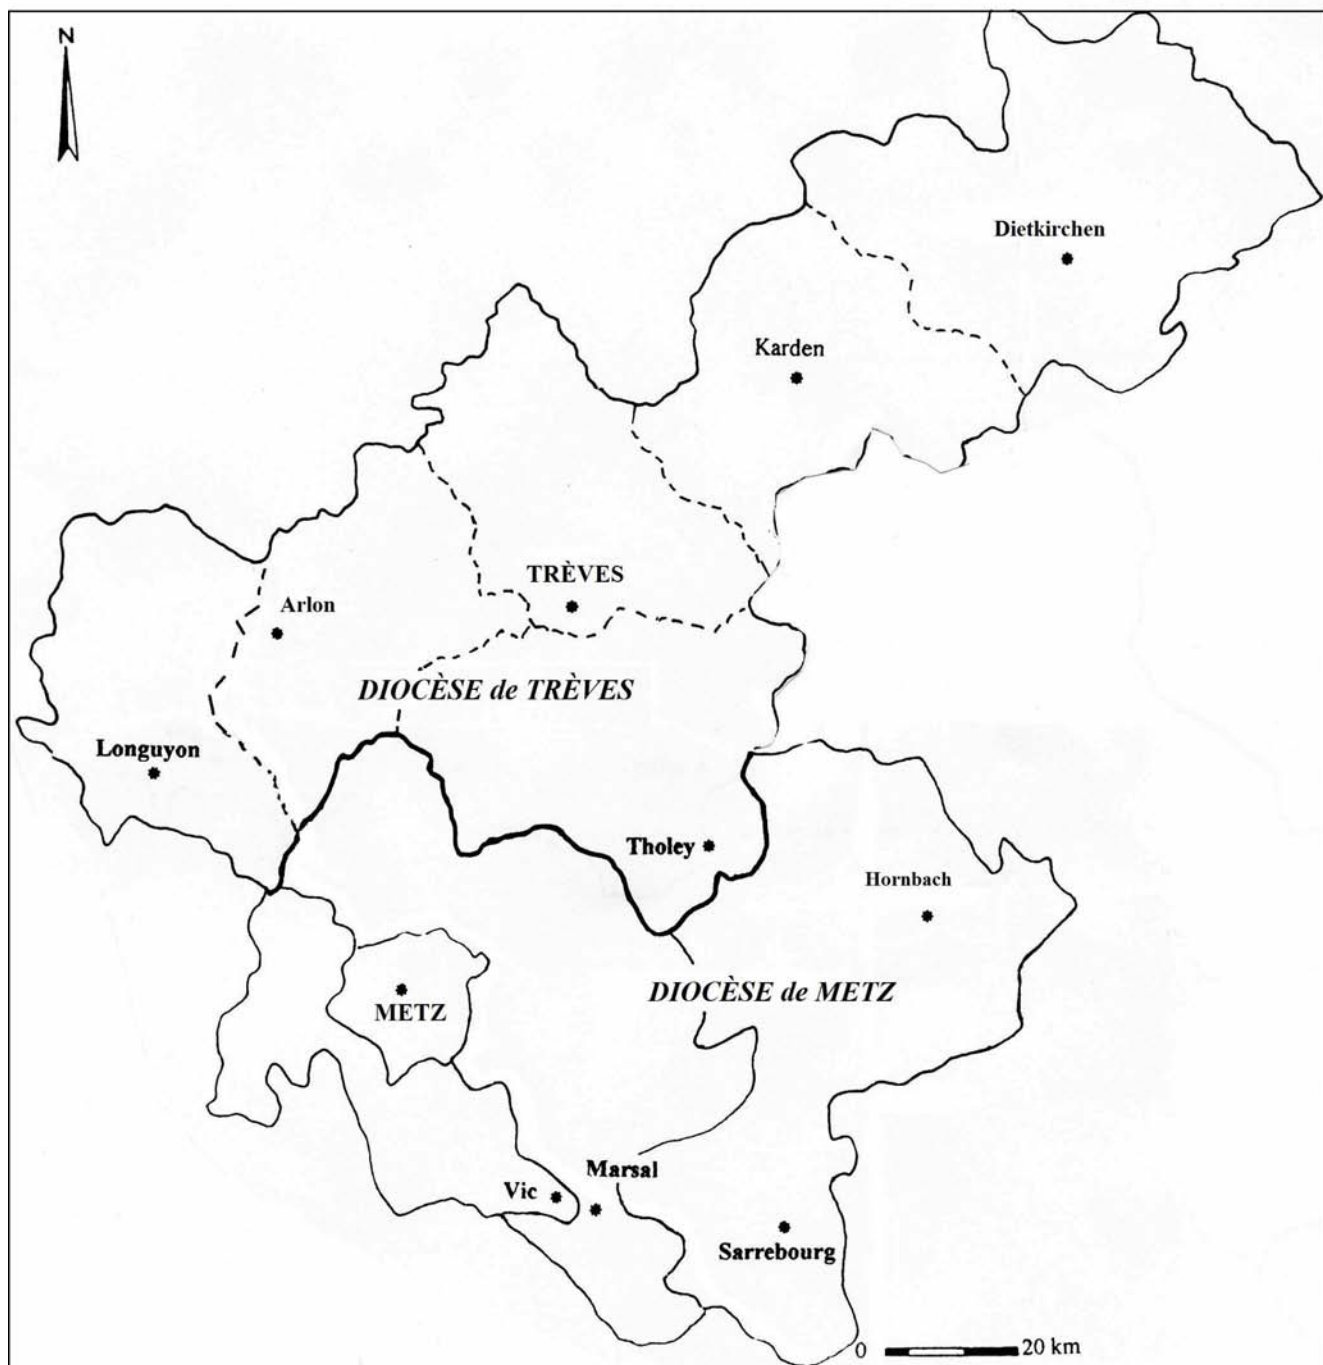 N
Dietkirchen
Karden
TRÈVES
Arlon
DIOCÈSE de TRÈVES
Longuyon
Tholey
Hornbach
DIOCÈSE de METZ
METZ
Marsal
Vic
Sarrebourg
0 20 km